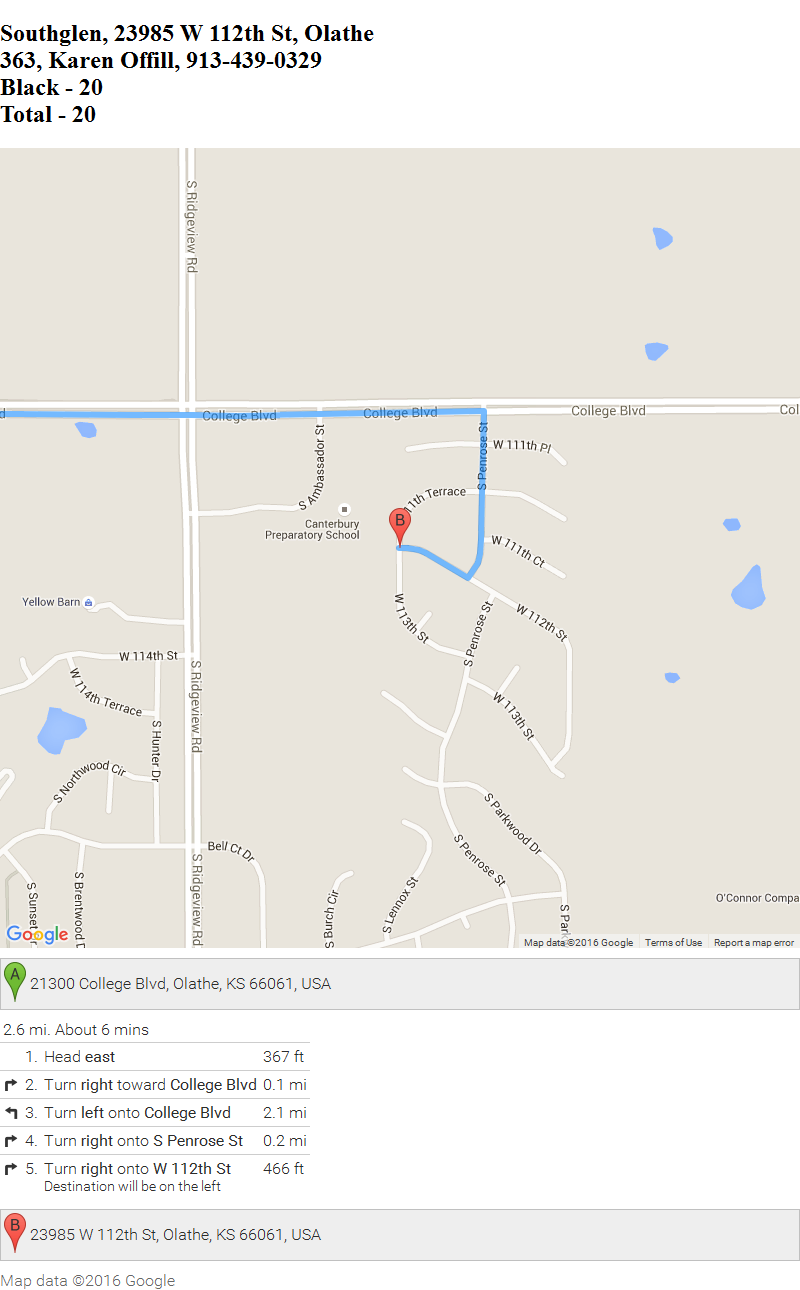 Southglen, 23985 W 112th St, Olathe
363, Karen Offill, 913-439-0329
Black - 20
Total - 20
S Ridgeview Rd
d
College Blvd
College Blvd
College Blvd
Col
S Penrose St
W 111th Pl
S Ambassador St
11th Terrace
B
Canterbury
Preparatory School
W 111th Ct
Yellow Barn
W 113th St
S Penrose St
W 112th St
W 114th St
W 114th Terrace
S Ridgeview Rd
W 113th St
S Hunter Dr
S Northwood Cir
S Parkwood Dr
Bell Ct Dr
S Penrose St
S Ridgeview Rd
S Sunset Dr
S Brentwood D
S Burch Cir
S Lennox St
S Park
O'Connor Compa
Google
Map data ©2016 Google
Terms of Use
Report a map error
A
21300 College Blvd, Olathe, KS 66061, USA
2.6 mi. About 6 mins
1. Head east 367 ft
2. Turn right toward College Blvd 0.1 mi
3. Turn left onto College Blvd 2.1 mi
4. Turn right onto S Penrose St 0.2 mi
5. Turn right onto W 112th St 466 ft
Destination will be on the left
B
23985 W 112th St, Olathe, KS 66061, USA
Map data ©2016 Google